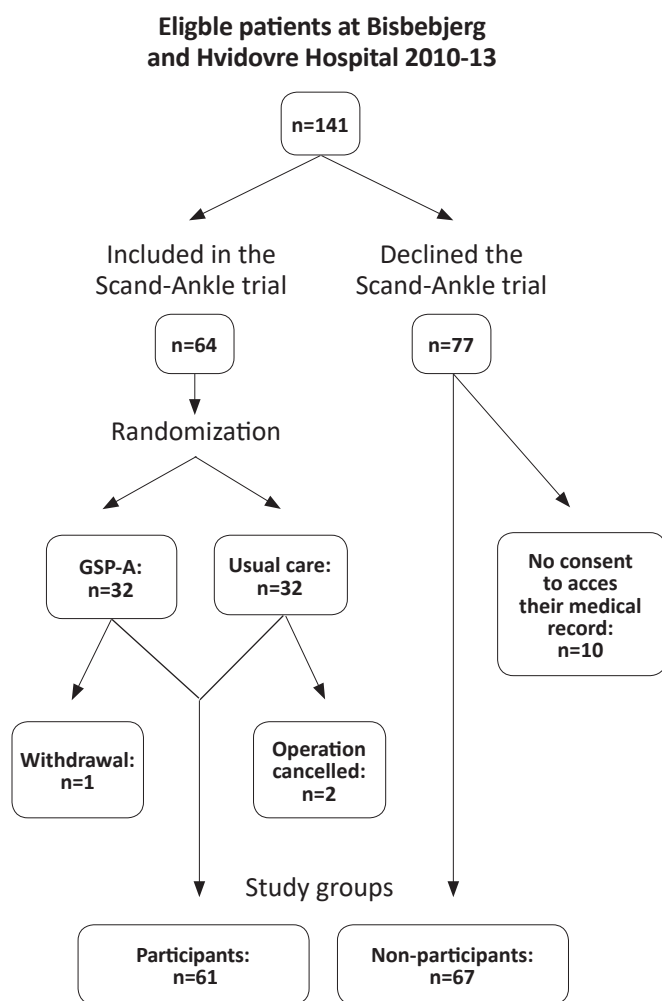 Eligble patients at Bisbebjerg
and Hvidovre Hospital 2010-13
n=141
Included in the
Scand-Ankle trial
Declined the
Scand-Ankle trial
n=64
n=77
Randomization
GSP-A:
n=32
Usual care:
n=32
No consent
to acces
their medical
record:
n=10
Withdrawal:
n=1
Operation
cancelled:
n=2
Study groups
Participants:
n=61
Non-participants:
n=67